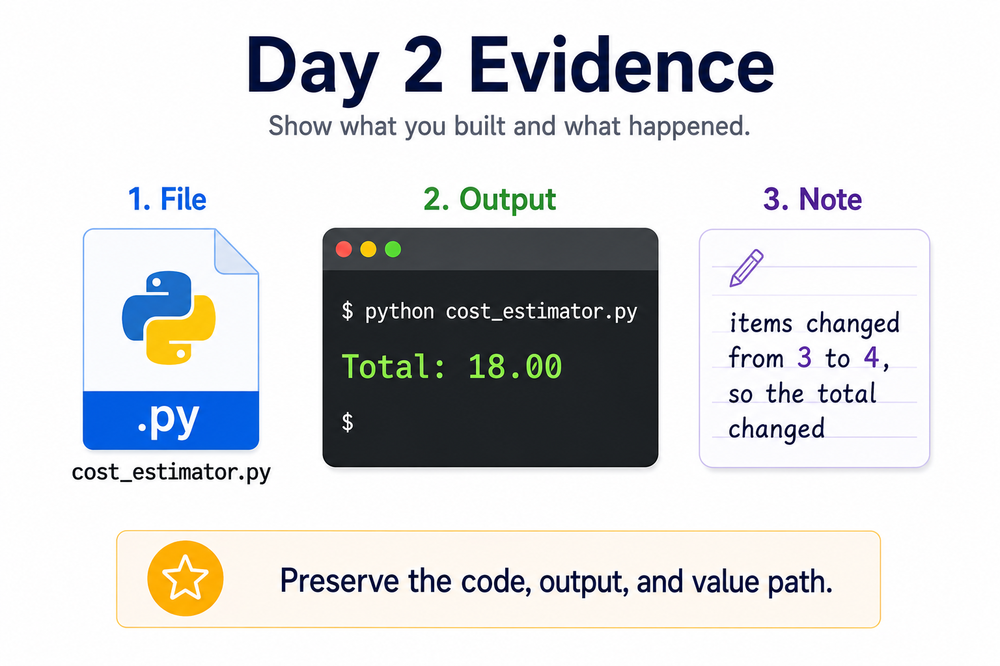 Day 2 Evidence
Show what you built and what happened.
1. File
.py
cost_estimator.py
2. Output
$ python cost_estimator.py
Total: 18.00
$
3. Note
items changed
from 3 to 4,
so the total
changed
Preserve the code, output, and value path.